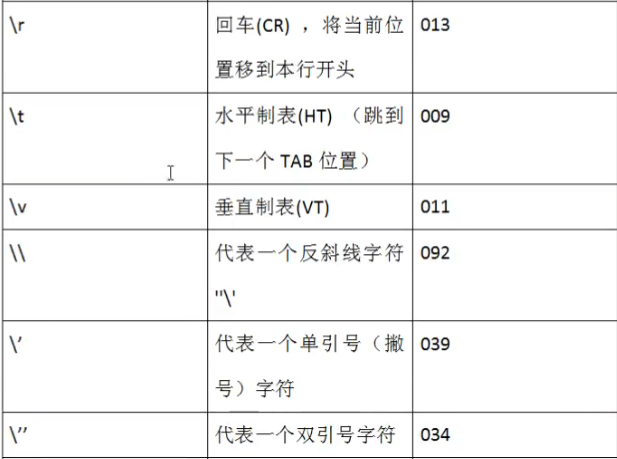 \r 回车(CR) ，将当前位 013
置移到本行开头
\t 水平制表(HT) （跳到 009
下一个 TAB 位置）
\v 垂直制表(VT) 011
\\ 代表一个反斜线字符 092
''\'
\’ 代表一个单引号（撇 039
号）字符
\’’ 代表一个双引号字符 034